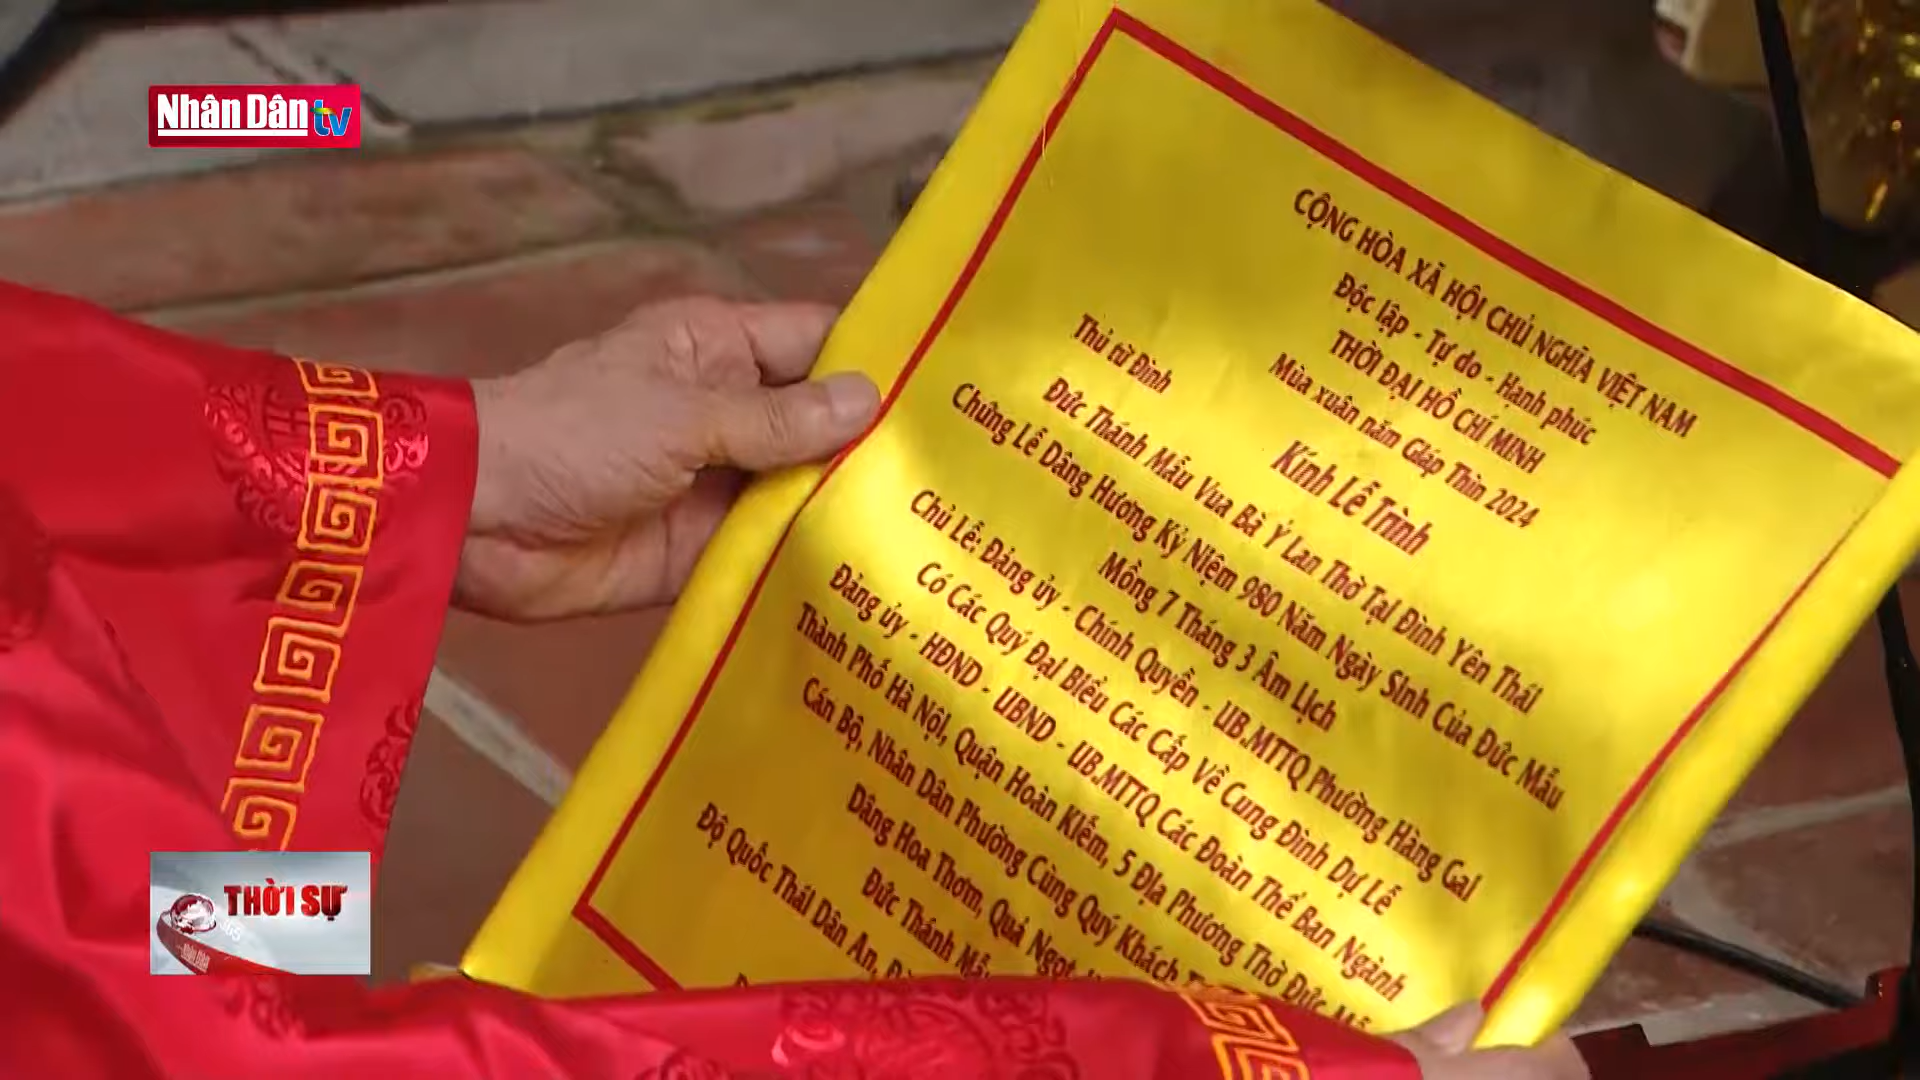 Nhân Dân tv
CỘNG HÒA XÃ HỘI CHỦ NGHĨA VIỆT NAM
Độc lập - Tự do - Hạnh phúc
THỜI ĐẠI HỒ CHÍ MINH
Mùa xuân năm Giáp Thìn 2024
Thủ từ Đình
Kính Lễ Trình
Đức Thánh Mẫu Vua Bà Ỷ Lan Thờ Tại Đình Yên Thái
Chứng Lễ Dâng Hương Kỷ Niệm 980 Năm Ngày Sinh Của Đức Mẫu
Mồng 7 Tháng 3 Âm Lịch
Chủ Lễ: Đảng ủy - Chính Quyền - UB.MTTQ Phường Hàng Gai
Có Các Quý Đại Biểu Các Cấp Về Cung Đình Dự Lễ
Đảng ủy - HĐND - UBND - UB.MTTQ Các Đoàn Thể Ban Ngành
Thành Phố Hà Nội, Quận Hoàn Kiếm, 5 Địa Phương Thờ Đức Mẫ
Cán Bộ, Nhân Dân Phường Cùng Quý Khách T
Dâng Hoa Thơm, Quả Ngọt
Đức Thánh Mẫ
Độ Quốc Thái Dân An,
THỜI SỰ
365
NHÂN DÂN